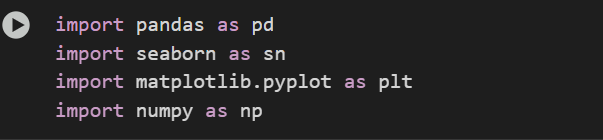 import pandas as pd
import seaborn as sn
import matplotlib.pyplot as plt
import numpy as np